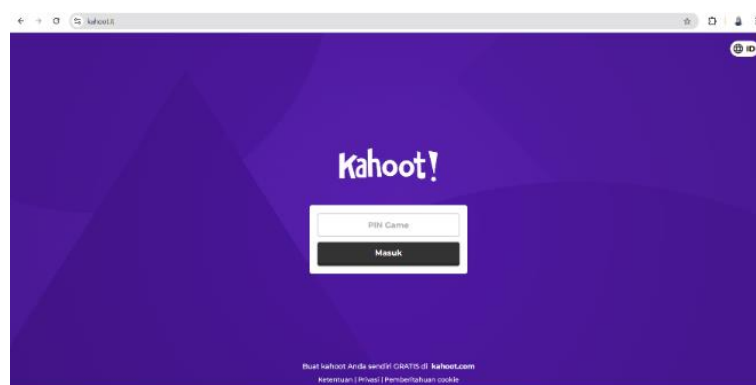 kahoot.it
ID
Kahoot!
PIN Game
Masuk
Buat kahoot Anda sendiri GRATIS di kahoot.com
Ketentuan | Privasi | Pemberitahuan cookie